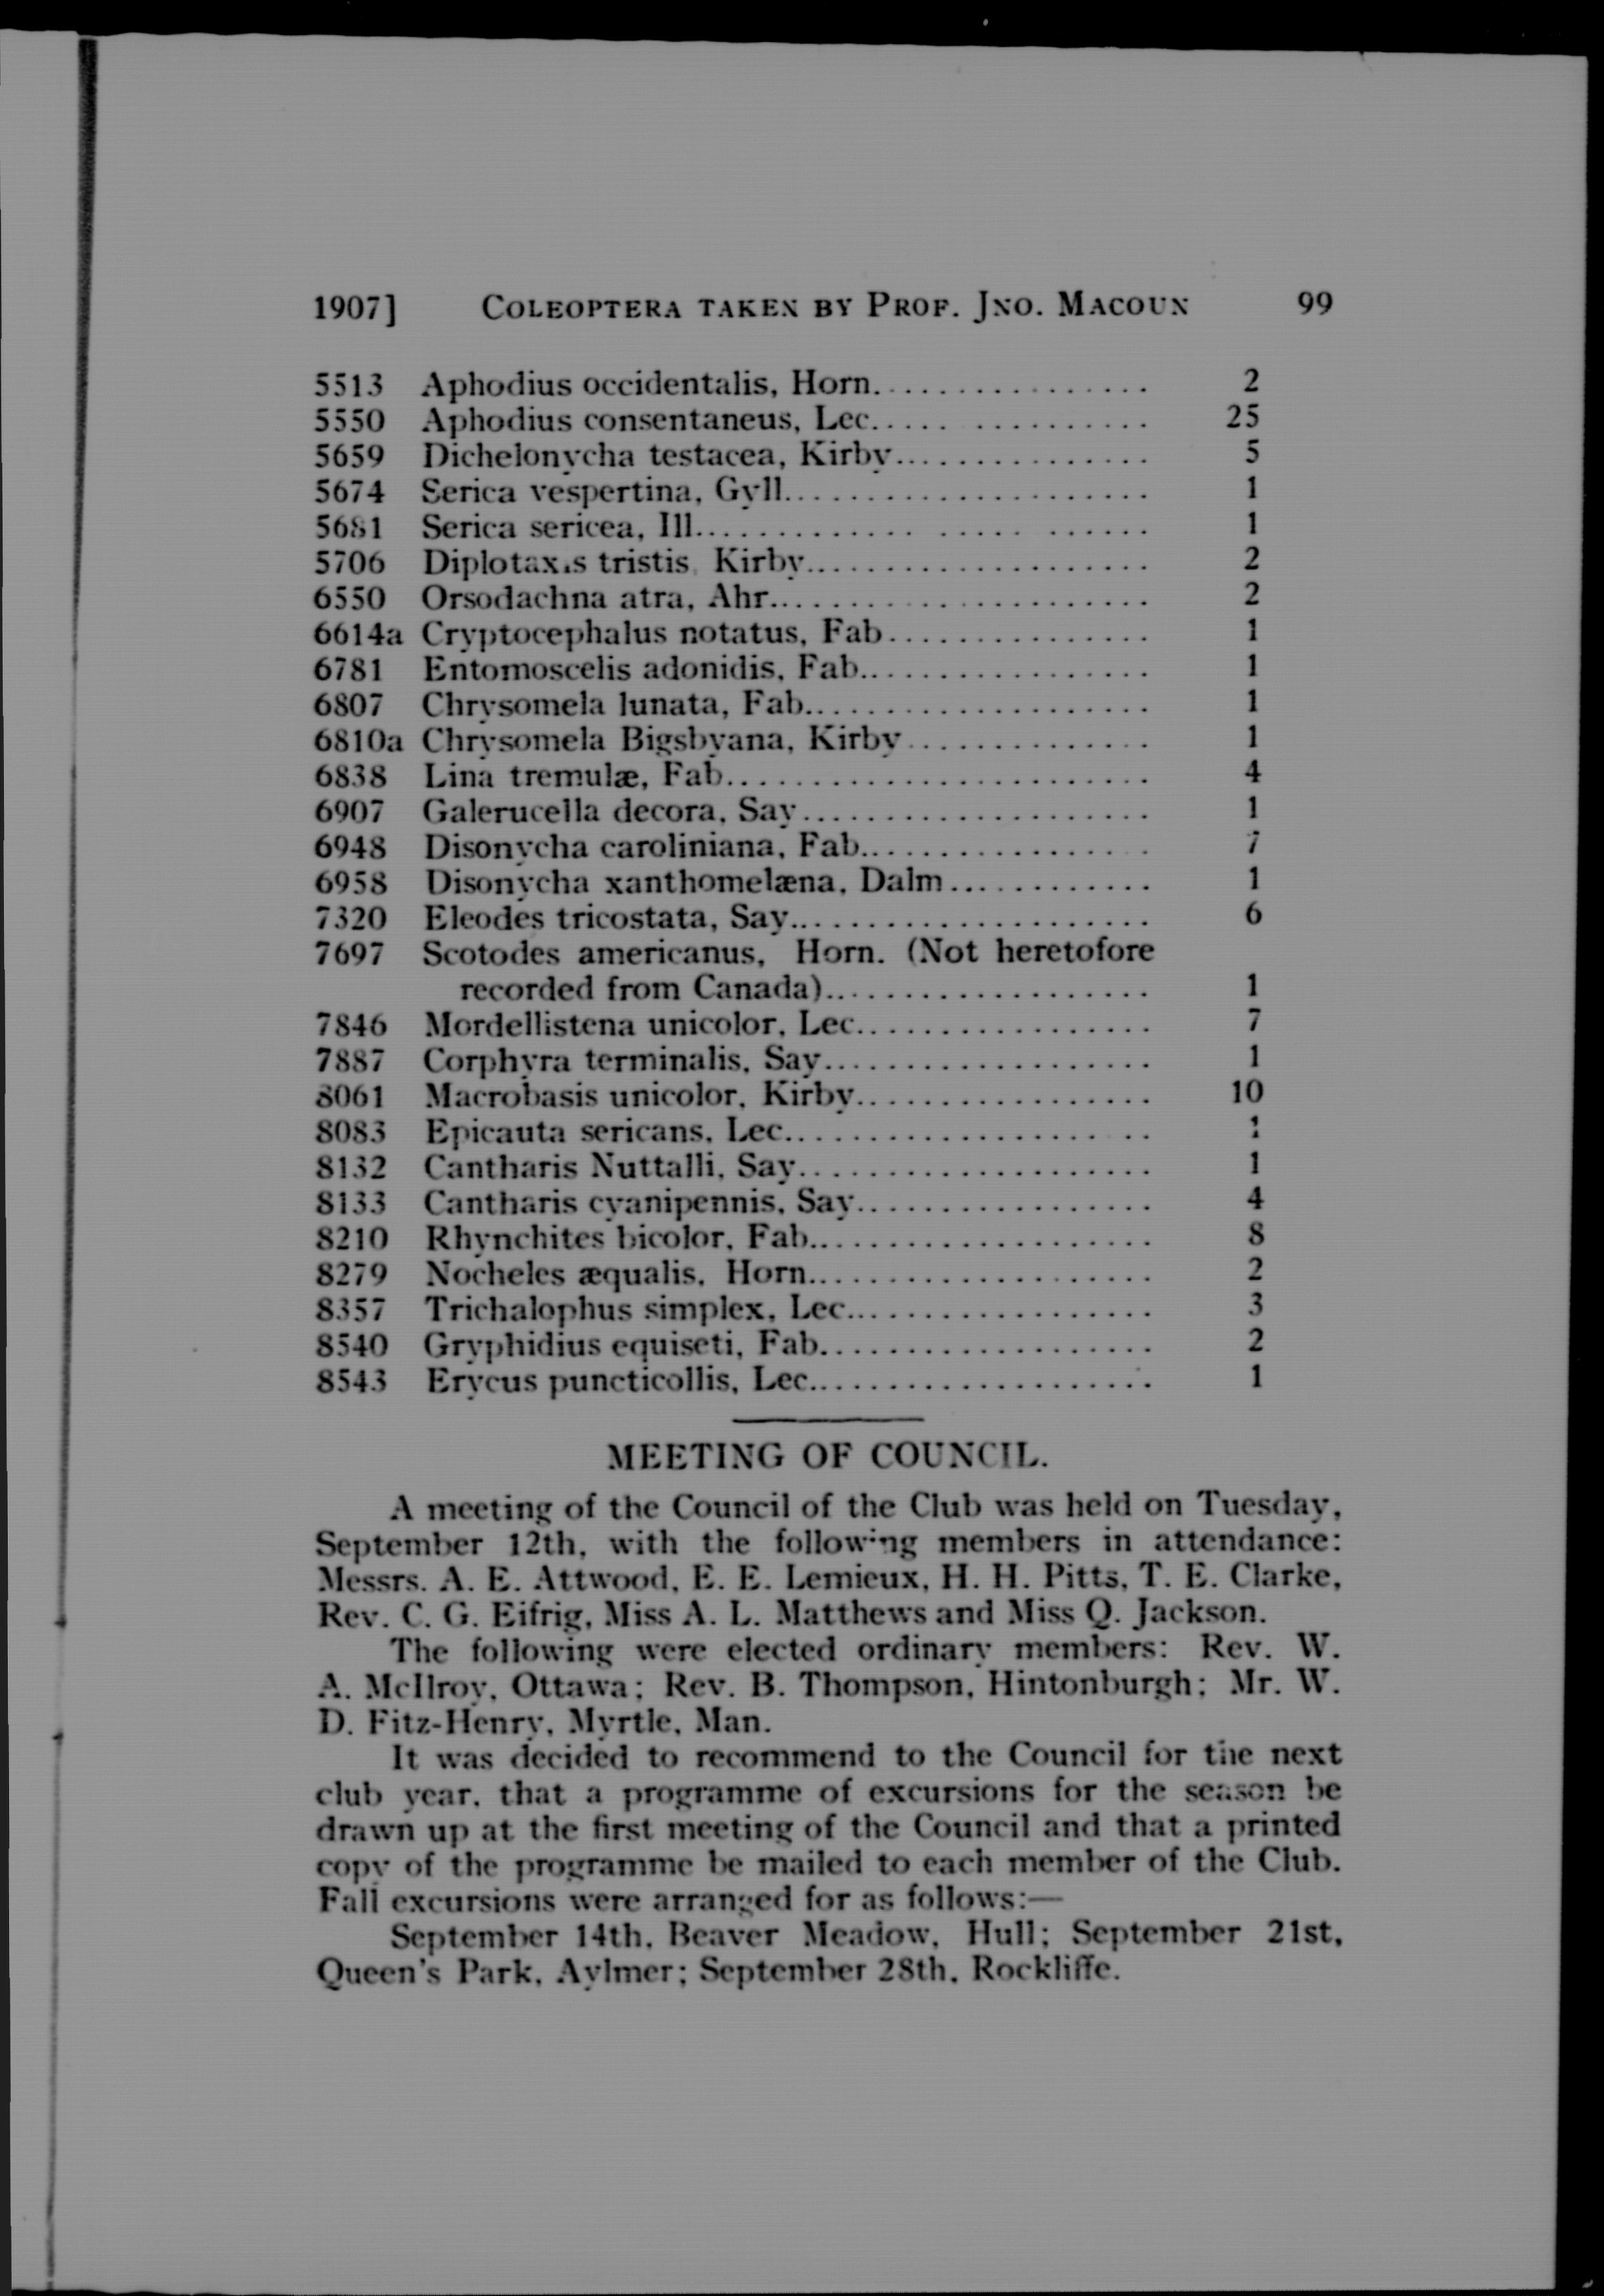 1907] COLEOPTERA TAKEN BY PROF. JNO. MACOUN 99
5513 Aphodius occidentalis, Horn................ 2
5550 Aphodius consentaneus, Lec................ 25
5659 Dichelonycha testacea, Kirby................ 5
5674 Serica vespertina, Gyll...................... 1
5681 Serica sericea, Ill........................... 1
5706 Diplotaxis tristis, Kirby..................... 2
6550 Orsodachna atra, Ahr....................... 2
6614a Cryptocephalus notatus, Fab................ 1
6781 Entomoscelis adonidis, Fab.................. 1
6807 Chrysomela lunata, Fab..................... 1
6810a Chrysomela Bigsbyana, Kirby............... 1
6838 Lina tremulæ, Fab.......................... 4
6907 Galerucella decora, Say...................... 1
6948 Disonycha caroliniana, Fab.................. 7
6958 Disonycha xanthomelæna, Dalm............ 1
7320 Eleodes tricostata, Say...................... 6
7697 Scotodes americanus, Horn. (Not heretofore
recorded from Canada).................... 1
7846 Mordellistena unicolor, Lec.................. 7
7887 Corphyra terminalis, Say.................... 1
8061 Macrobasis unicolor, Kirby.................. 10
8083 Epicauta sericans, Lec...................... 1
8132 Cantharis Nuttalli, Say...................... 1
8133 Cantharis cyanipennis, Say.................. 4
8210 Rhynchites bicolor, Fab..................... 8
8279 Nocheles æqualis, Horn..................... 2
8357 Trichalophus simplex, Lec................... 3
8540 Gryphidius equiseti, Fab.................... 2
8543 Erycus puncticollis, Lec..................... 1
MEETING OF COUNCIL.
A meeting of the Council of the Club was held on Tuesday,
September 12th, with the following members in attendance:
Messrs. A. E. Attwood, E. E. Lemieux, H. H. Pitts, T. E. Clarke,
Rev. C. G. Eifrig, Miss A. L. Matthews and Miss Q. Jackson.
The following were elected ordinary members: Rev. W.
A. McIlroy, Ottawa; Rev. B. Thompson, Hintonburgh; Mr. W.
D. Fitz-Henry, Myrtle, Man.
It was decided to recommend to the Council for the next
club year, that a programme of excursions for the season be
drawn up at the first meeting of the Council and that a printed
copy of the programme be mailed to each member of the Club.
Fall excursions were arranged for as follows:—
September 14th, Beaver Meadow, Hull; September 21st,
Queen's Park, Aylmer; September 28th, Rockliffe.